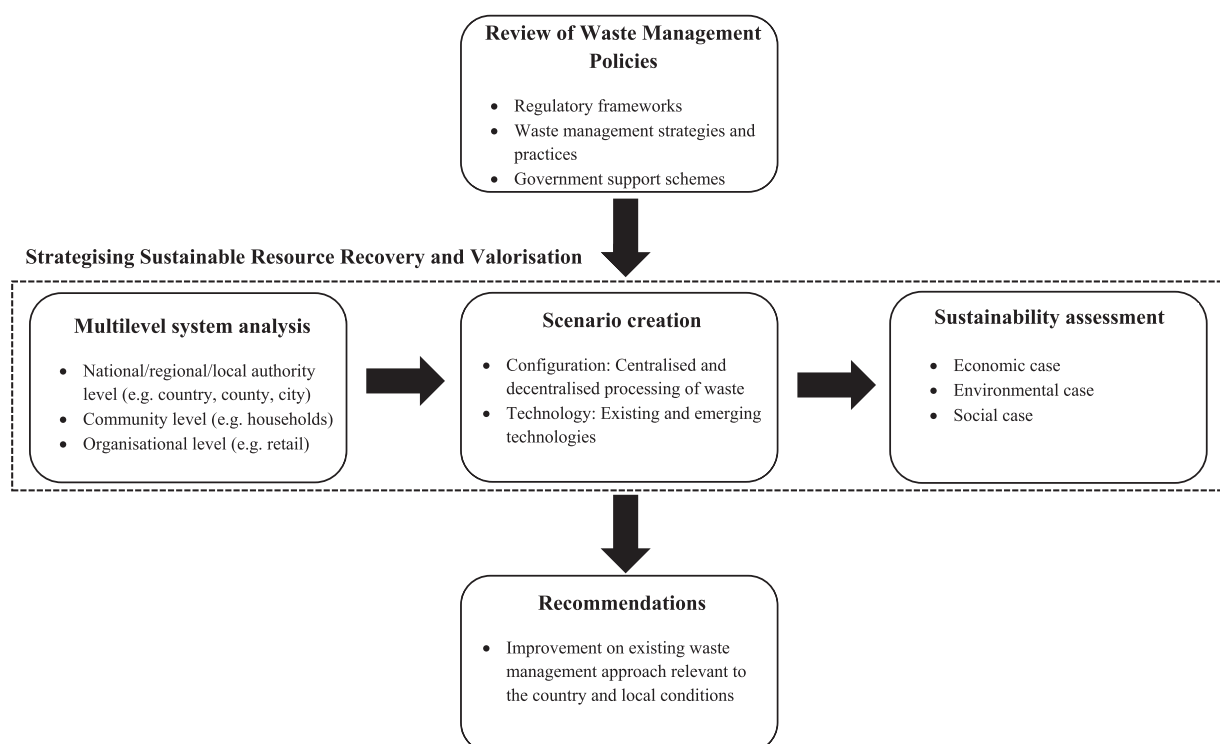 Review of Waste Management
Policies
• Regulatory frameworks
• Waste management strategies and
practices
• Government support schemes
Strategising Sustainable Resource Recovery and Valorisation
Multilevel system analysis
• National/regional/local authority
level (e.g. country, county, city)
• Community level (e.g. households)
• Organisational level (e.g. retail)
Scenario creation
• Configuration: Centralised and
decentralised processing of waste
• Technology: Existing and emerging
technologies
Sustainability assessment
• Economic case
• Environmental case
• Social case
Recommendations
• Improvement on existing waste
management approach relevant to
the country and local conditions